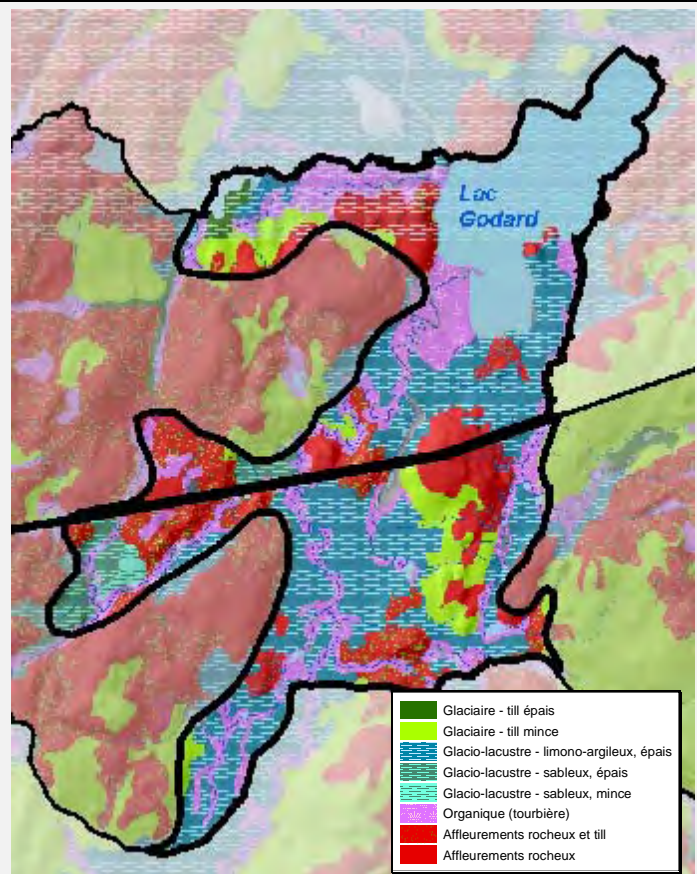 Lac
Godard
Glaciaire - till épais
Glaciaire - till mince
Glacio-lacustre - limono-argileux, épais
Glacio-lacustre - sableux, épais
Glacio-lacustre - sableux, mince
Organique (tourbière)
Affleurements rocheux et till
Affleurements rocheux